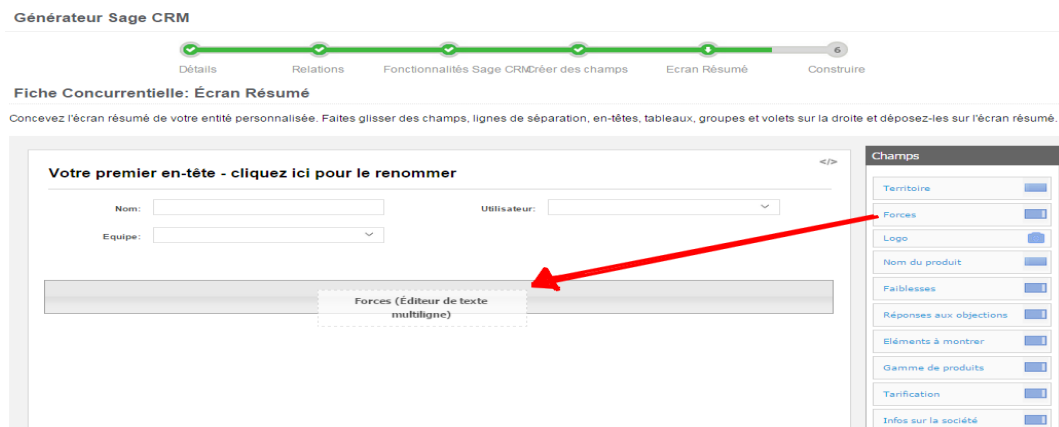 Générateur Sage CRM
6
Détails
Relations
Fonctionnalités Sage CRM
Créer des champs
Ecran Résumé
Construire
Fiche Concurrentielle: Écran Résumé
Concevez l'écran résumé de votre entité personnalisée. Faites glisser des champs, lignes de séparation, en-têtes, tableaux, groupes et volets sur la droite et déposez-les sur l'écran résumé.
</>
Votre premier en-tête - cliquez ici pour le renommer
Nom:
Utilisateur:
Equipe:
Forces (Éditeur de texte
multiligne)
Champs
Territoire
Forces
Logo
Nom du produit
Faiblesses
Réponses aux objections
Eléments à montrer
Gamme de produits
Tarification
Infos sur la société